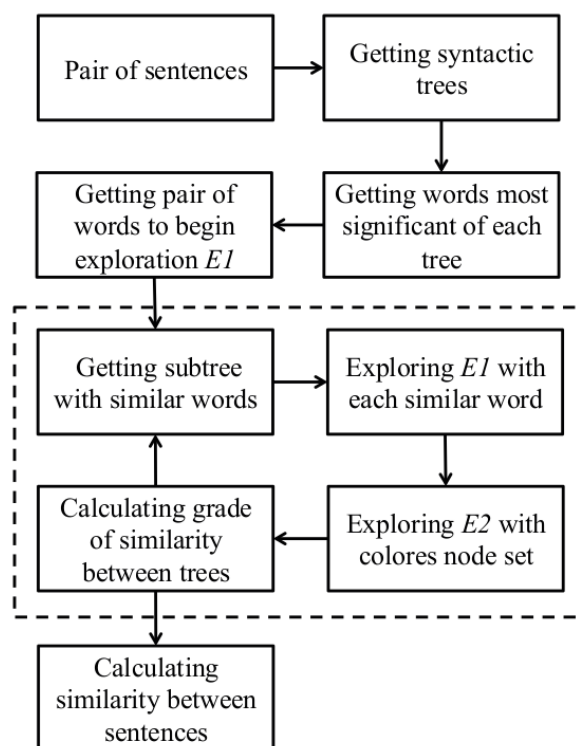 Pair of sentences
Getting syntactic
trees
Getting words most
significant of each
tree
Getting pair of
words to begin
exploration E1
Getting subtree
with similar words
Exploring E1 with
each similar word
Exploring E2 with
colores node set
Calculating grade
of similarity
between trees
Calculating
similarity between
sentences